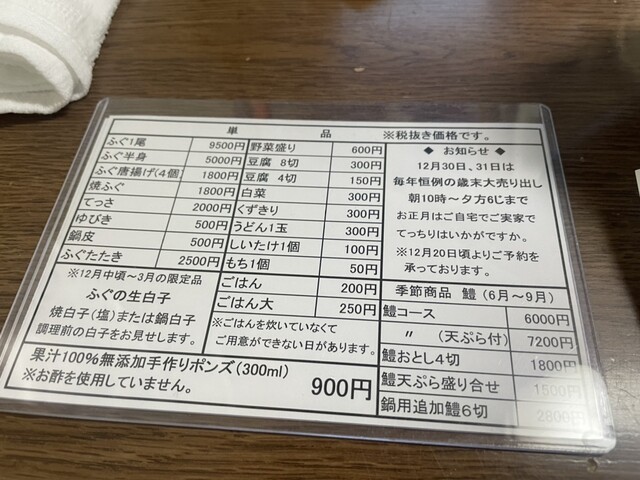 単品 ※税抜き価格です。
ふぐ1尾 9500円
ふぐ半身 5000円
ふぐ唐揚げ(4個) 1800円
焼ふぐ 1800円
てっさ 2000円
ゆびき 500円
鍋皮 500円
ふぐたたき 2500円
※12月中頃～3月の限定品
ふぐの生白子
焼白子(塩)または鍋白子
調理前の白子をお見せします。
野菜盛り 600円
豆腐 8切 300円
豆腐 4切 150円
白菜 300円
くずきり 300円
うどん1玉 300円
しいたけ1個 100円
もち1個 50円
ごはん 200円
ごはん大 250円
※ごはんを炊いていなくて
ご用意ができない日があります。
果汁100%無添加手作りポンズ(300ml)
※お酢を使用していません。
900円
◆ お知らせ ◆
12月30日、31日は
毎年恒例の歳末大売り出し
朝10時～夕方6じまで
お正月はご自宅でご実家で
てっちりはいかがですか。
※12月20日頃よりご予約を
承っております。
季節商品 鱧(6月～9月)
鱧コース 6000円
〃 (天ぷら付) 7200円
鱧おとし4切 1800円
鱧天ぷら盛り合せ 1500円
鍋用追加鱧6切 2800円